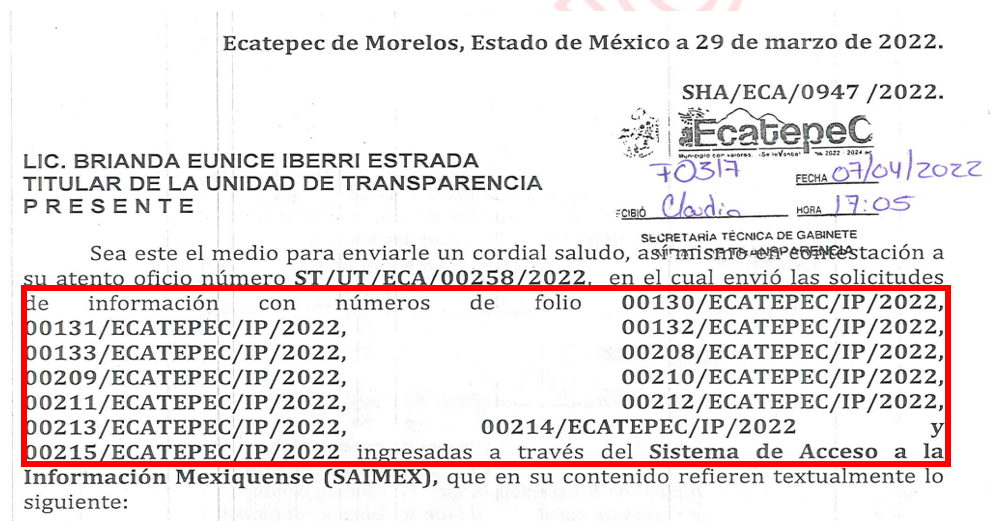 Ecatepec de Morelos, Estado de México a 29 de marzo de 2022.
SHA/ECA/0947 /2022.
EcatepeC
Municipio con valores.
2022 - 2024
70317
FECHA 07/04/2022
LIC. BRIANDA EUNICE IBERRI ESTRADA
TITULAR DE LA UNIDAD DE TRANSPARENCIA
P R E S E N T E
ECIBIÓ Claudia HORA 17:05
SECRETARÍA TÉCNICA DE GABINETE
TRANSPARENCIA
Sea este el medio para enviarle un cordial saludo, así mismo en contestación a
su atento oficio número ST/UT/ECA/00258/2022, en el cual envió las solicitudes
de información con números de folio 00130/ECATEPEC/IP/2022,
00131/ECATEPEC/IP/2022, 00132/ECATEPEC/IP/2022,
00133/ECATEPEC/IP/2022, 00208/ECATEPEC/IP/2022,
00209/ECATEPEC/IP/2022, 00210/ECATEPEC/IP/2022,
00211/ECATEPEC/IP/2022, 00212/ECATEPEC/IP/2022,
00213/ECATEPEC/IP/2022, 00214/ECATEPEC/IP/2022 y
00215/ECATEPEC/IP/2022 ingresadas a través del Sistema de Acceso a la
Información Mexiquense (SAIMEX), que en su contenido refieren textualmente lo
siguiente: